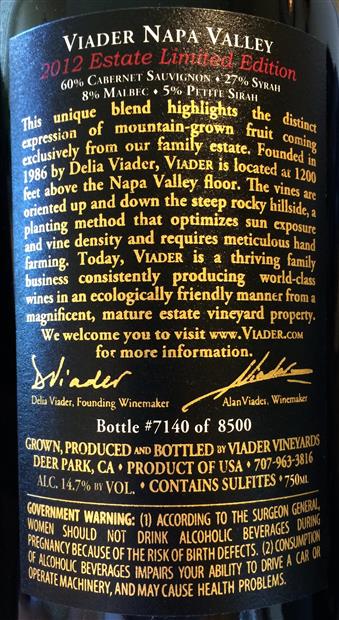 VIADER NAPA VALLEY
2012 Estate Limited Edition
60% CABERNET SAUVIGNON • 27% SYRAH
8% MALBEC • 5% PETITE SIRAH
This unique blend highlights the distinct
expression of mountain-grown fruit coming
exclusively from our family estate. Founded in
1986 by Delia Viader, VIADER is located at 1200
feet above the Napa Valley floor. The vines are
oriented up and down the steep rocky hillside, a
planting method that optimizes sun exposure
and vine density and requires meticulous hand
farming. Today, VIADER is a thriving family
business consistently producing world-class
wines in an ecologically friendly manner from a
magnificent, mature estate vineyard property.
We welcome you to visit www.VIADER.COM
for more information.
DViader Viader
Delia Viader, Founding Winemaker AlanViader, Winemaker
Bottle #7140 of 8500
GROWN, PRODUCED AND BOTTLED BY VIADER VINEYARDS
DEER PARK, CA • PRODUCT OF USA • 707-963-3816
ALC. 14.7% BY VOL. • CONTAINS SULFITES • 750ML
GOVERNMENT WARNING: (1) ACCORDING TO THE SURGEON GENERAL,
WOMEN SHOULD NOT DRINK ALCOHOLIC BEVERAGES DURING
PREGNANCY BECAUSE OF THE RISK OF BIRTH DEFECTS. (2) CONSUMPTION
OF ALCOHOLIC BEVERAGES IMPAIRS YOUR ABILITY TO DRIVE A CAR OR
OPERATE MACHINERY, AND MAY CAUSE HEALTH PROBLEMS.